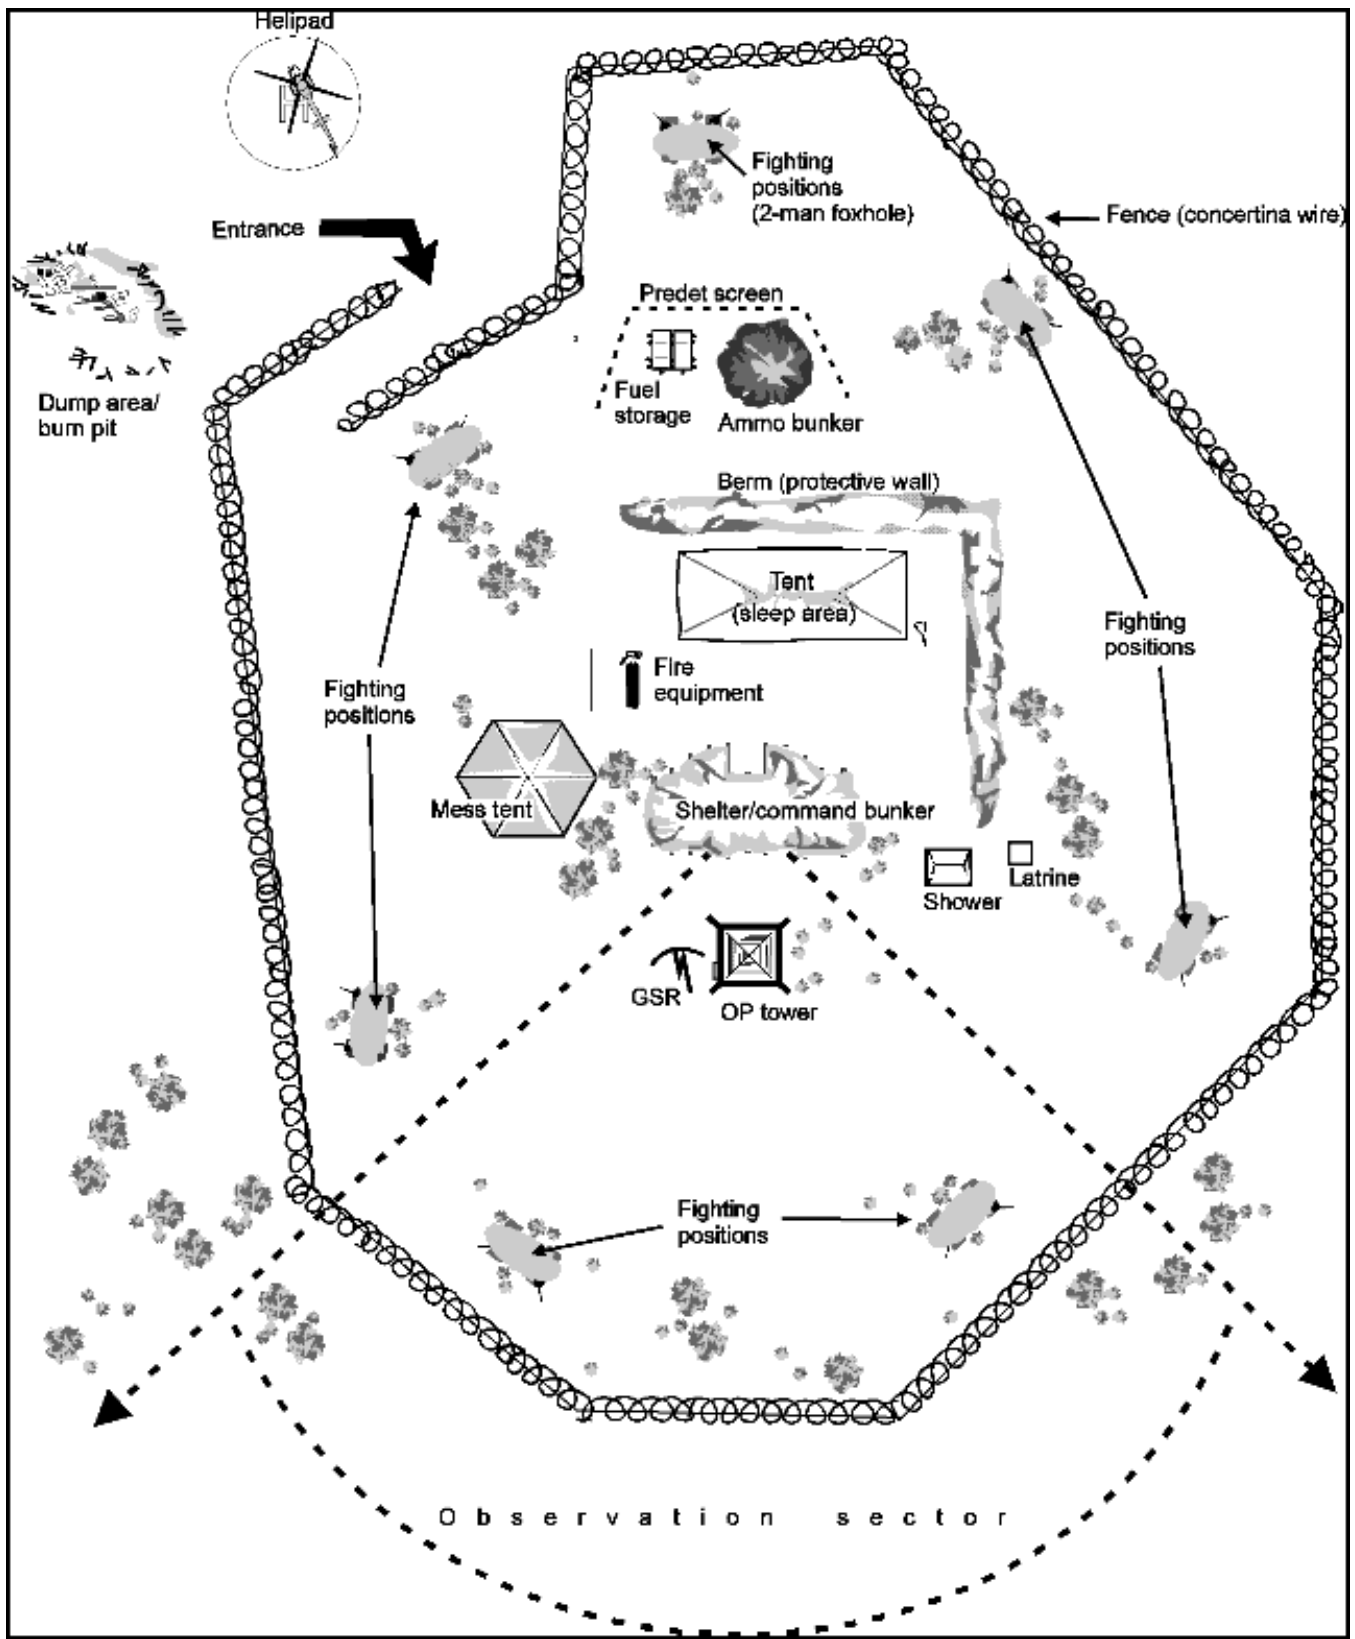 Helipad
H
Fighting
positions
(2-man foxhole)
Entrance
Fence (concertina wire)
Predet screen
Fuel
storage
Ammo bunker
Dump area/
burn pit
Berm (protective wall)
Tent
(sleep area)
Fighting
positions
Fire
equipment
Fighting
positions
Mess tent
Shelter/command bunker
Shower
Latrine
GSR
OP tower
Fighting
positions
Observation sector